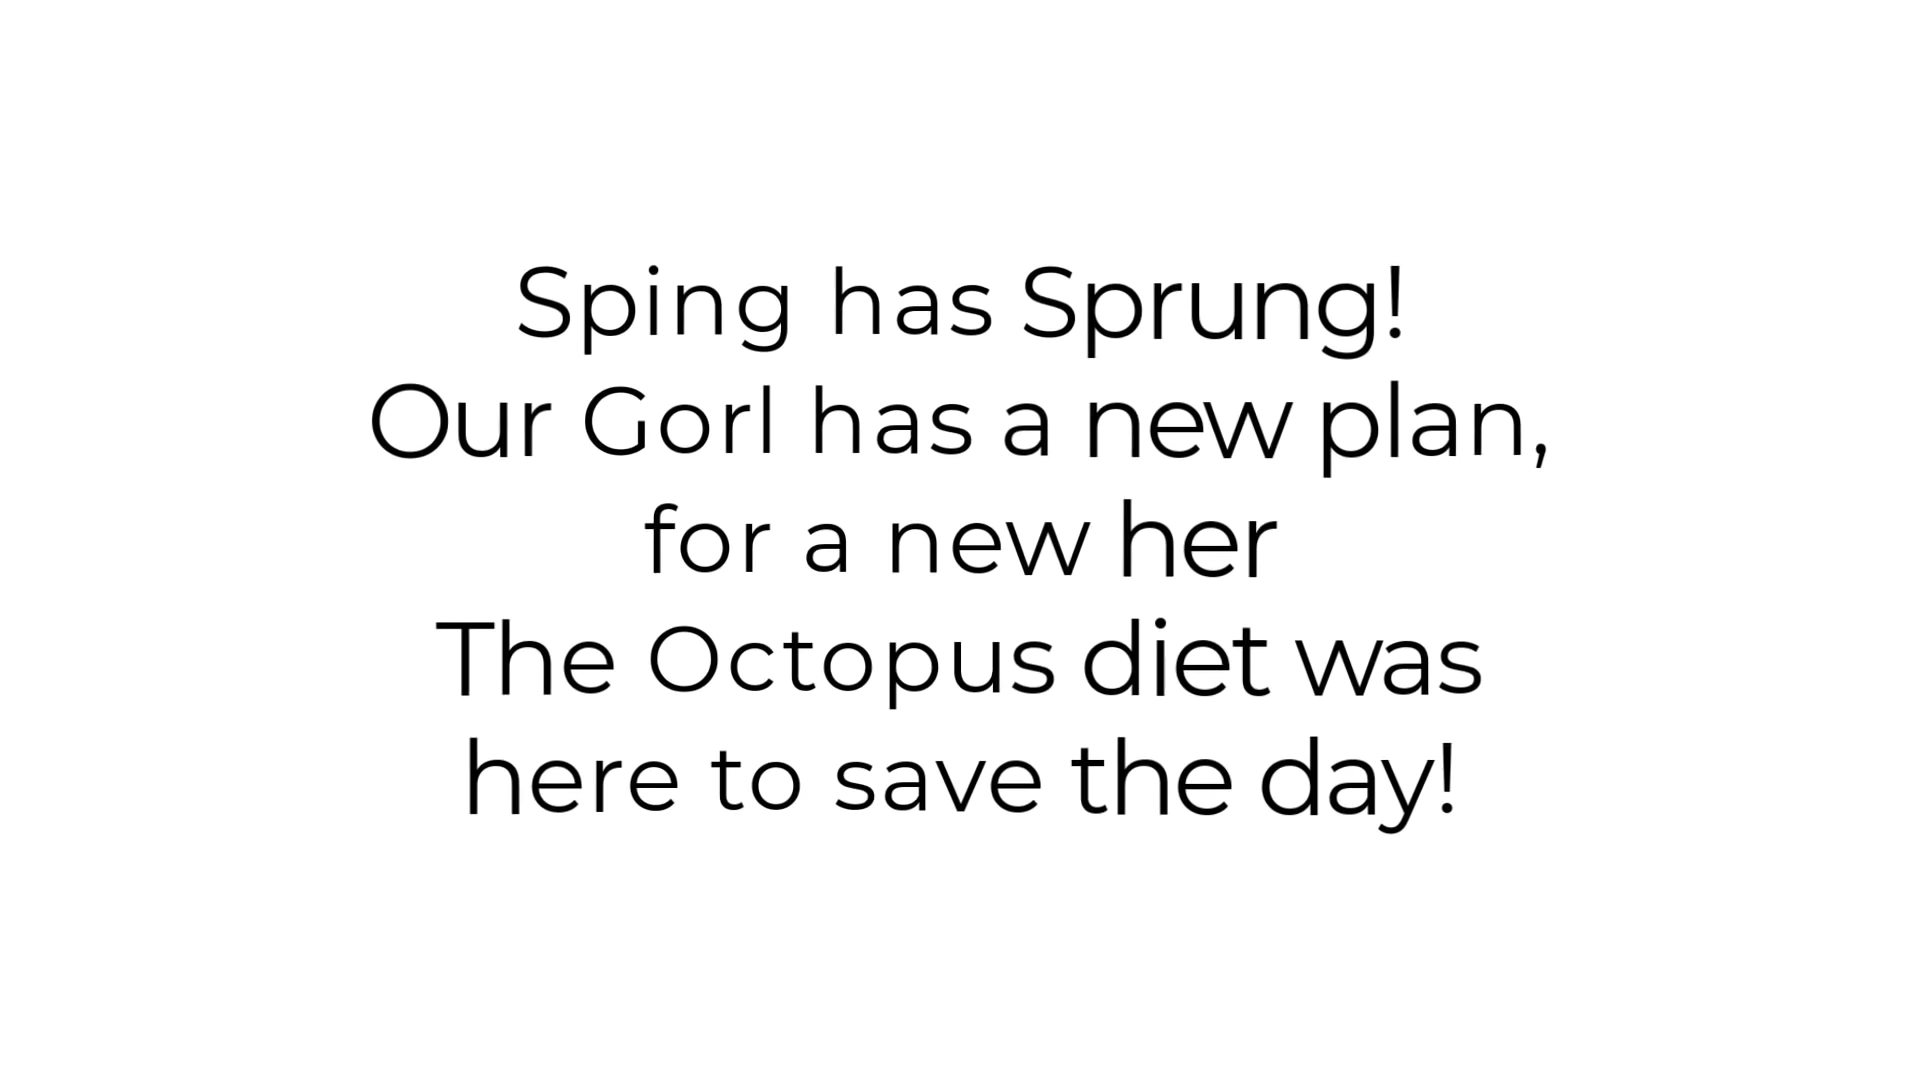 Sping has Sprung!
Our Gorl has a new plan,
for a new her
The Octopus diet was
here to save the day!